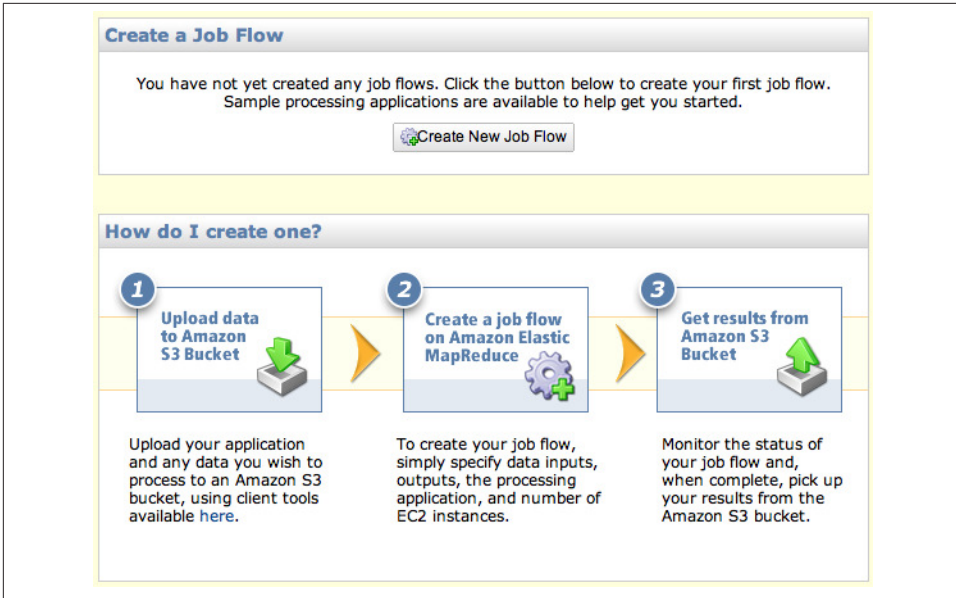 Create a Job Flow
You have not yet created any job flows. Click the button below to create your first job flow.
Sample processing applications are available to help get you started.
Create New Job Flow
How do I create one?
1
Upload data
to Amazon
S3 Bucket
Upload your application
and any data you wish to
process to an Amazon S3
bucket, using client tools
available here.
2
Create a job flow
on Amazon Elastic
MapReduce
To create your job flow,
simply specify data inputs,
outputs, the processing
application, and number of
EC2 instances.
3
Get results from
Amazon S3
Bucket
Monitor the status of
your job flow and,
when complete, pick up
your results from the
Amazon S3 bucket.